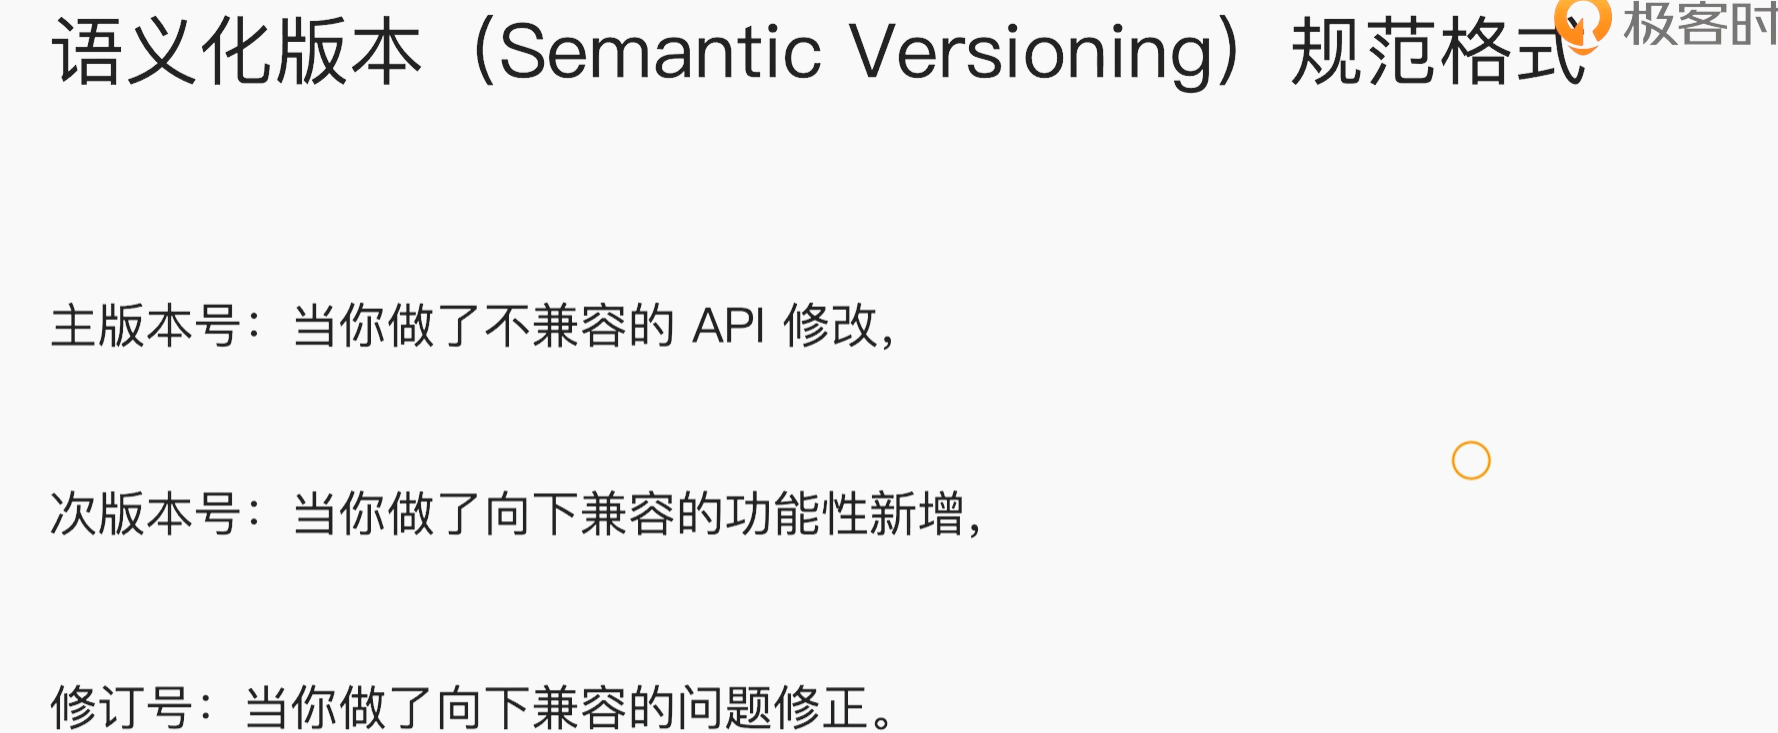 语义化版本（Semantic Versioning）规范格式
极客时
主版本号：当你做了不兼容的 API 修改，
次版本号：当你做了向下兼容的功能性新增，
修订号：当你做了向下兼容的问题修正。